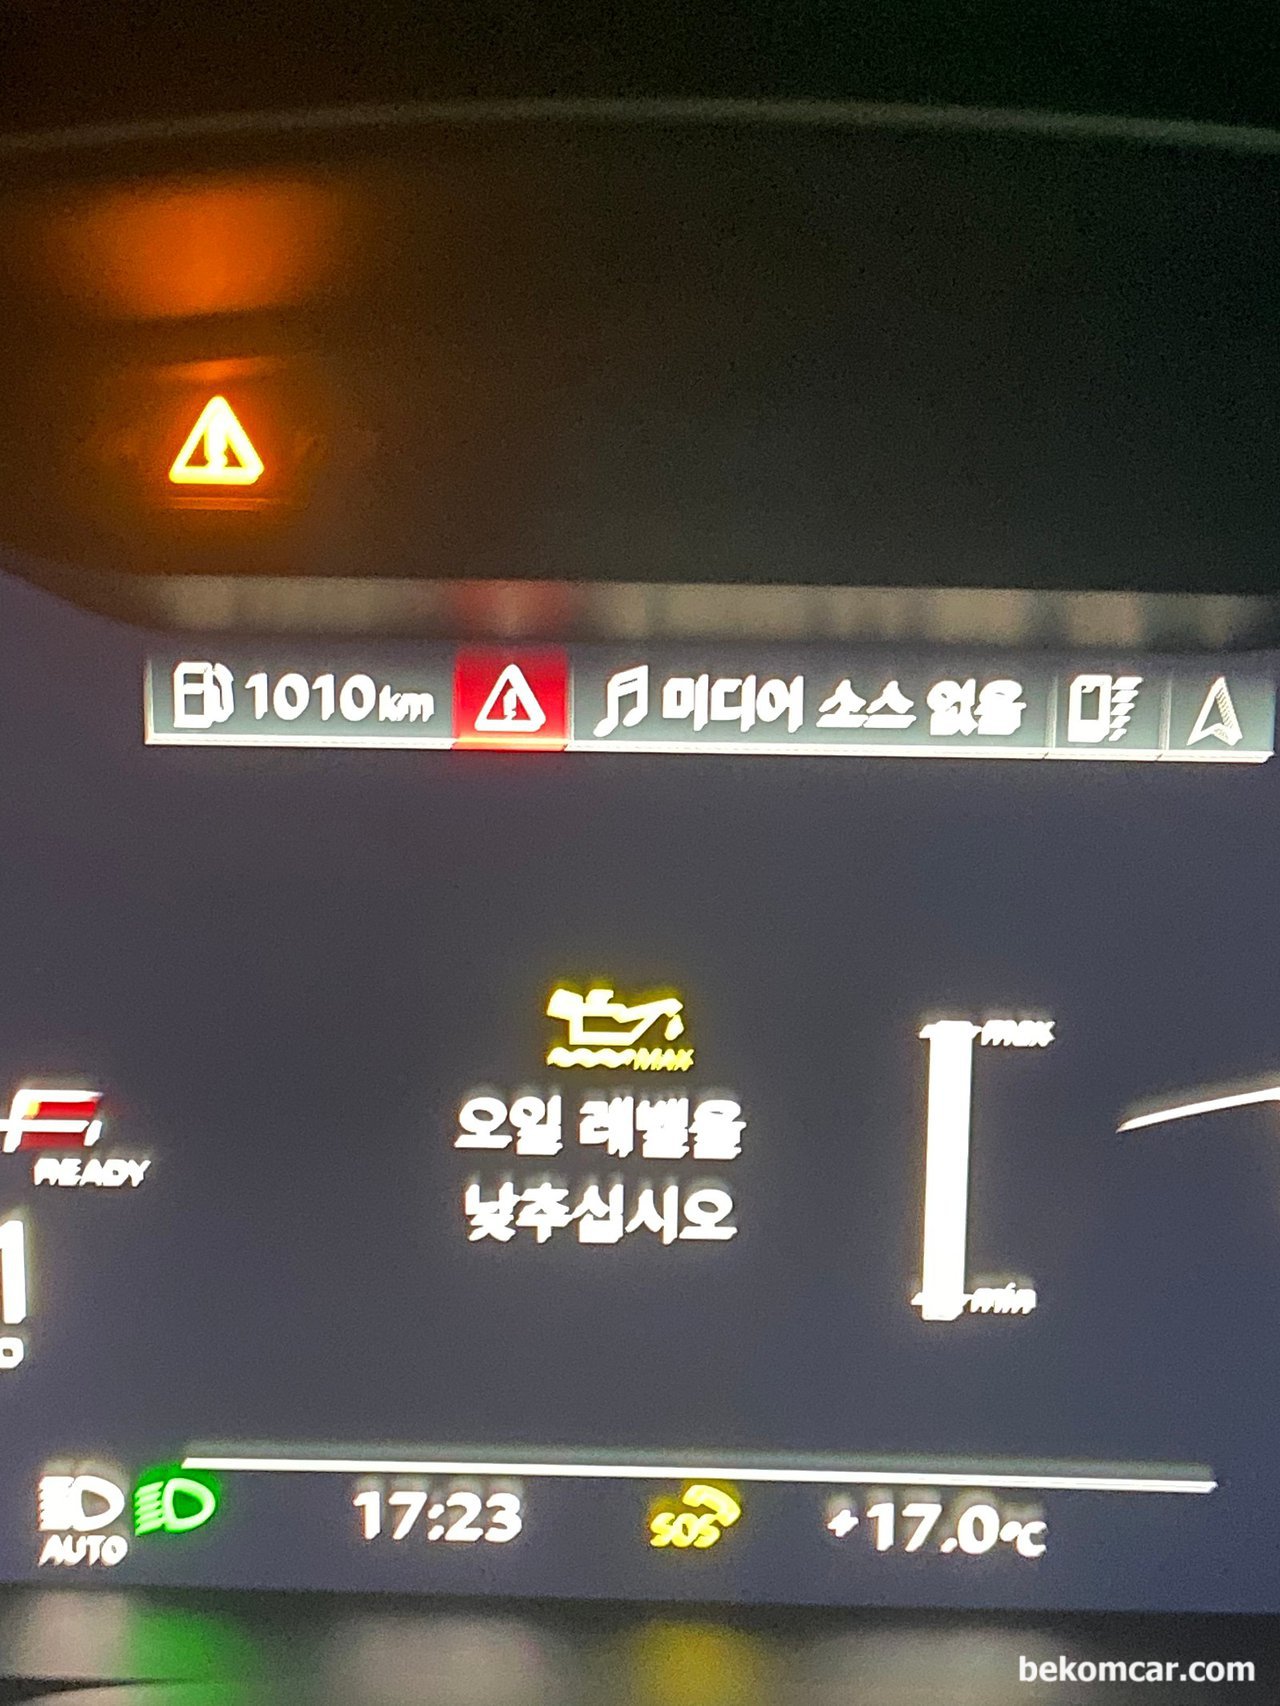 1010km
미디어 소스 없음
MAX
max
오일 레벨을
READY
낮추십시오
min
AUTO
17:23
SOS
+17.0°C
bekomcar.com